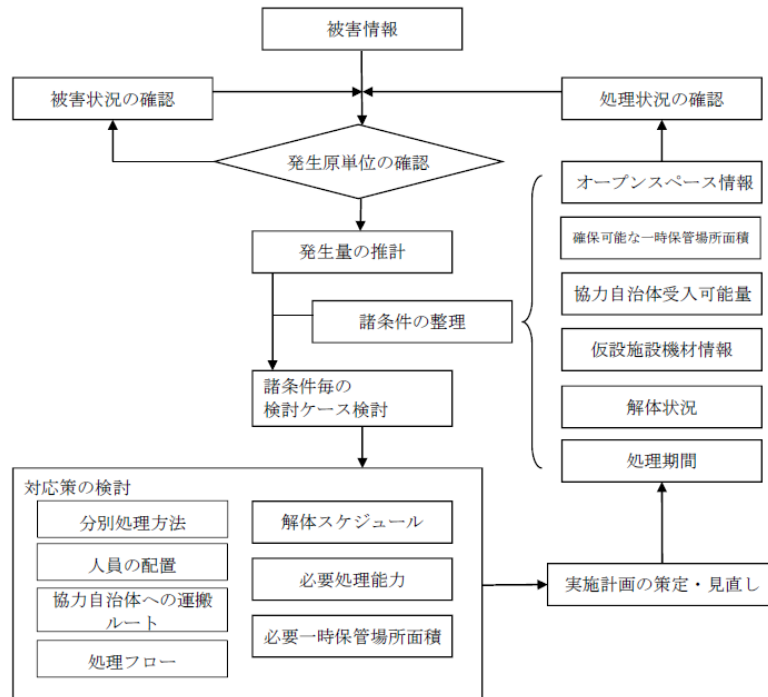 被害情報
被害状況の確認
処理状況の確認
発生原単位の確認
オープンスペース情報
確保可能な一時保管場所面積
発生量の推計
協力自治体受入可能量
諸条件の整理
仮設施設機材情報
諸条件毎の
検討ケース検討
解体状況
処理期間
対応策の検討
分別処理方法
人員の配置
協力自治体への運搬
ルート
処理フロー
解体スケジュール
必要処理能力
必要一時保管場所面積
実施計画の策定・見直し